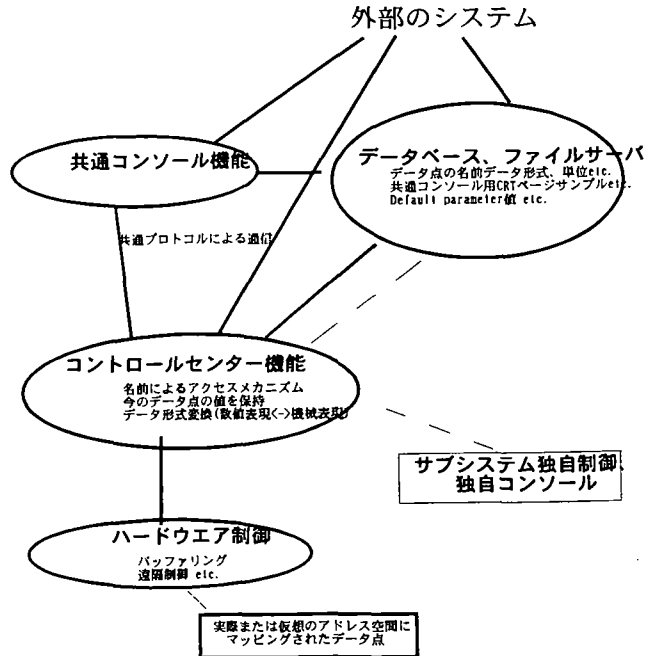 外部のシステム
共通コンソール機能
データベース、ファイルサーバ
データ点の名前データ形式、単位etc.
共通コンソール用CRTページサンプルetc.
Default parameter値 etc.
共通プロトコルによる通信
コントロールセンター機能
名前によるアクセスメカニズム
今のデータ点の値を保持
データ形式変換(数値表現<->機械表現)
サブシステム独自制御、
独自コンソール
ハードウエア制御
バッファリング
遠隔制御 etc.
実際または仮想のアドレス空間に
マッピングされたデータ点